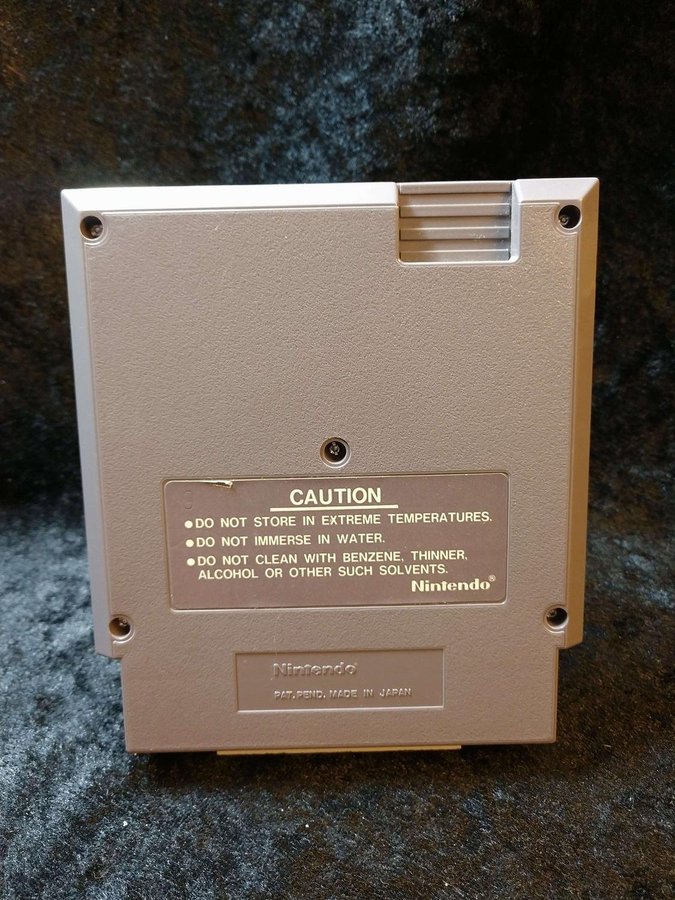 CAUTION
●DO NOT STORE IN EXTREME TEMPERATURES.
●DO NOT IMMERSE IN WATER.
●DO NOT CLEAN WITH BENZENE, THINNER,
ALCOHOL OR OTHER SUCH SOLVENTS.
Nintendo®
Nintendo
PAT. PEND. MADE IN JAPAN